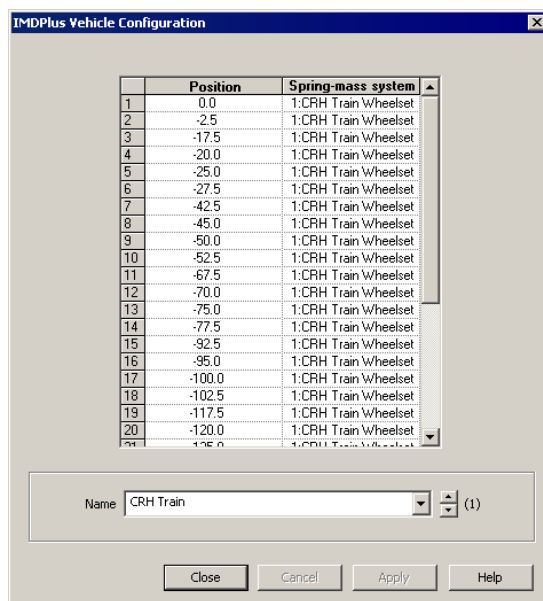 IMDPlus Vehicle Configuration
Position Spring-mass system
1 0.0 1:CRH Train Wheelset
2 -2.5 1:CRH Train Wheelset
3 -17.5 1:CRH Train Wheelset
4 -20.0 1:CRH Train Wheelset
5 -25.0 1:CRH Train Wheelset
6 -27.5 1:CRH Train Wheelset
7 -42.5 1:CRH Train Wheelset
8 -45.0 1:CRH Train Wheelset
9 -50.0 1:CRH Train Wheelset
10 -52.5 1:CRH Train Wheelset
11 -67.5 1:CRH Train Wheelset
12 -70.0 1:CRH Train Wheelset
13 -75.0 1:CRH Train Wheelset
14 -77.5 1:CRH Train Wheelset
15 -92.5 1:CRH Train Wheelset
16 -95.0 1:CRH Train Wheelset
17 -100.0 1:CRH Train Wheelset
18 -102.5 1:CRH Train Wheelset
19 -117.5 1:CRH Train Wheelset
20 -120.0 1:CRH Train Wheelset
Name CRH Train (1)
Close Cancel Apply Help